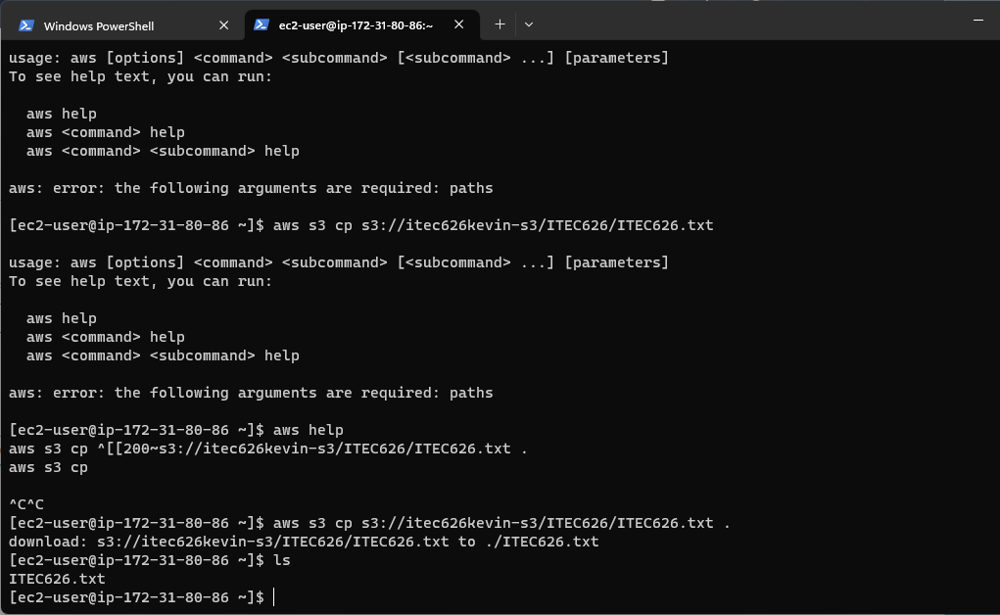 Windows PowerShell
ec2-user@ip-172-31-80-86:~
usage: aws [options] <command> <subcommand> [<subcommand> ...] [parameters]
To see help text, you can run:
aws help
aws <command> help
aws <command> <subcommand> help
aws: error: the following arguments are required: paths
[ec2-user@ip-172-31-80-86 ~]$ aws s3 cp s3://itec626kevin-s3/ITEC626/ITEC626.txt
usage: aws [options] <command> <subcommand> [<subcommand> ...] [parameters]
To see help text, you can run:
aws help
aws <command> help
aws <command> <subcommand> help
aws: error: the following arguments are required: paths
[ec2-user@ip-172-31-80-86 ~]$ aws help
aws s3 cp ^[[200~s3://itec626kevin-s3/ITEC626/ITEC626.txt .
aws s3 cp
^C^C
[ec2-user@ip-172-31-80-86 ~]$ aws s3 cp s3://itec626kevin-s3/ITEC626/ITEC626.txt .
download: s3://itec626kevin-s3/ITEC626/ITEC626.txt to ./ITEC626.txt
[ec2-user@ip-172-31-80-86 ~]$ ls
ITEC626.txt
[ec2-user@ip-172-31-80-86 ~]$